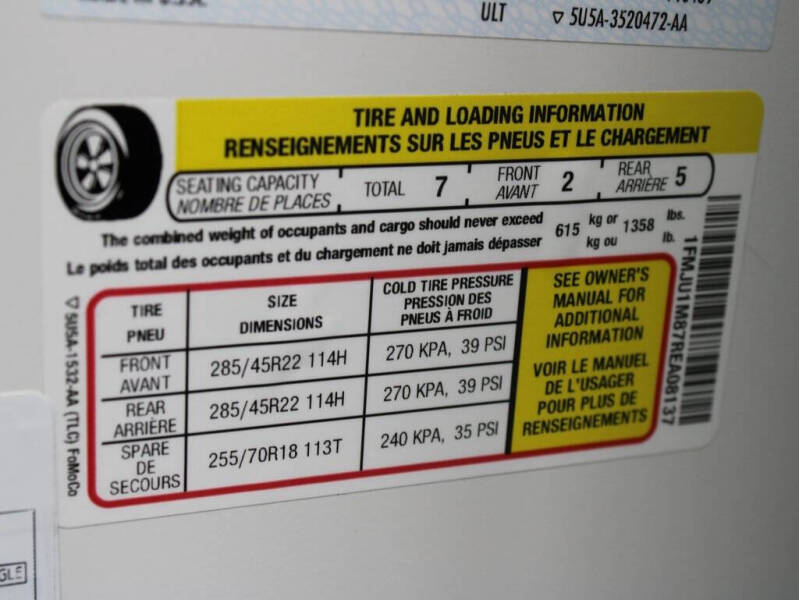 ULT ▽ 5U5A-3520472-AA
TIRE AND LOADING INFORMATION
RENSEIGNEMENTS SUR LES PNEUS ET LE CHARGEMENT
SEATING CAPACITY
NOMBRE DE PLACES
TOTAL 7
FRONT
AVANT 2
REAR
ARRIÈRE 5
The combined weight of occupants and cargo should never exceed
Le poids total des occupants et du chargement ne doit jamais dépasser
615 kg or 1358 lbs.
kg ou lb.
TIRE
PNEU
SIZE
DIMENSIONS
COLD TIRE PRESSURE
PRESSION DES
PNEUS À FROID
FRONT
AVANT
285/45R22 114H
270 KPA, 39 PSI
REAR
ARRIÈRE
285/45R22 114H
270 KPA, 39 PSI
SPARE
DE
SECOURS
255/70R18 113T
240 KPA, 35 PSI
SEE OWNER'S
MANUAL FOR
ADDITIONAL
INFORMATION
VOIR LE MANUEL
DE L'USAGER
POUR PLUS DE
RENSEIGNEMENTS
1FMJU1M87REA08137
▽ 5U5A-1532-AA (TLC) FoMoCo